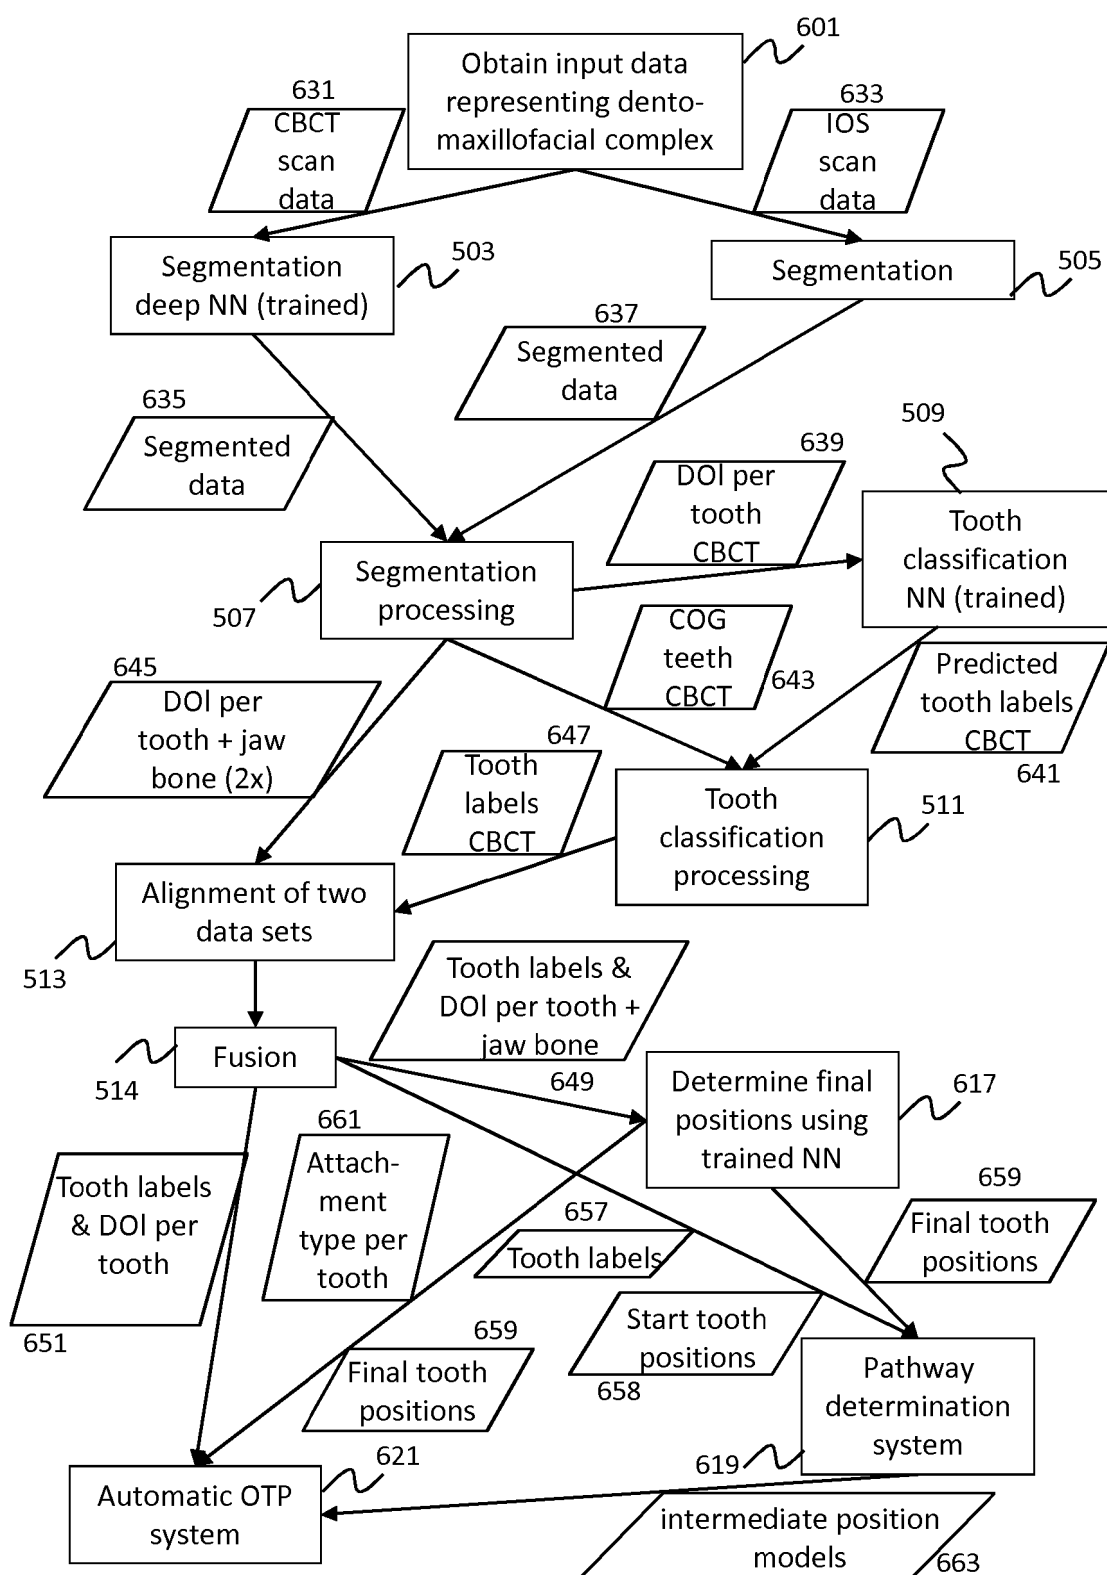 601
Obtain input data
representing dento-
maxillofacial complex
631
CBCT
scan
data
633
IOS
scan
data
Segmentation
deep NN (trained)
503
Segmentation
505
637
Segmented
data
635
Segmented
data
509
639
DOI per
tooth
CBCT
Tooth
classification
NN (trained)
Segmentation
processing
507
COG
teeth
CBCT
643
Predicted
tooth labels
CBCT
641
645
DOI per
tooth + jaw
bone (2x)
647
Tooth
labels
CBCT
Tooth
classification
processing
511
Alignment of two
data sets
513
Tooth labels &
DOI per tooth +
jaw bone
649
Fusion
514
Determine final
positions using
trained NN
617
661
Attach-
ment
type per
tooth
Tooth labels
& DOI per
tooth
651
657
Tooth labels
659
Final tooth
positions
Start tooth
positions
658
659
Final tooth
positions
Pathway
determination
system
619
621
Automatic OTP
system
intermediate position
models
663